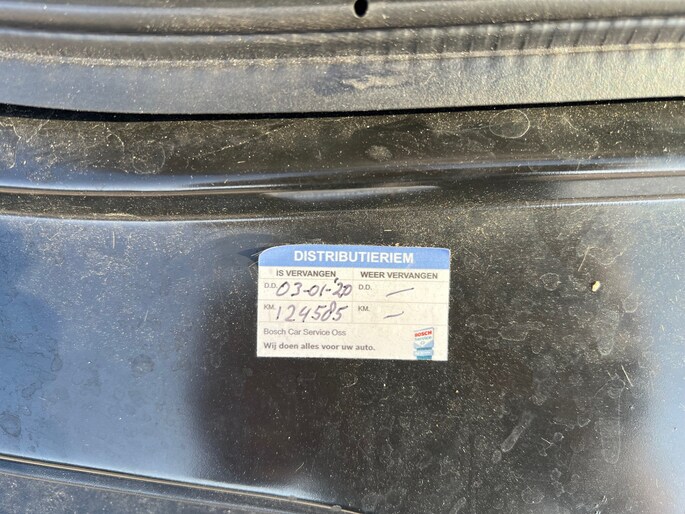 DISTRIBUTIERIEM
IS VERVANGEN WEER VERVANGEN
D.D. 03-01-'20 D.D. —
KM. 124585 KM. —
Bosch Car Service Oss
Wij doen alles voor uw auto.
BOSCH